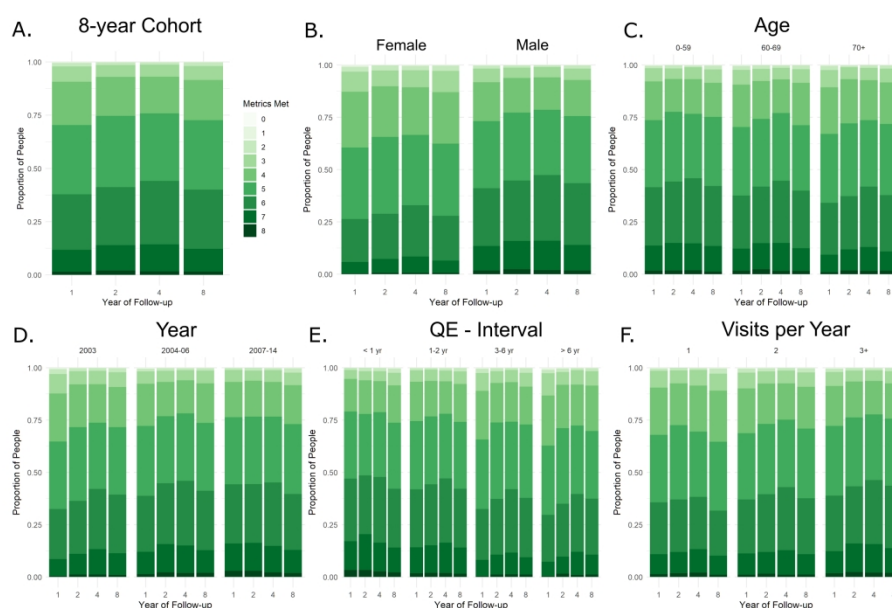 A.
8-year Cohort
1.00
0.75
0.50
0.25
0.00
Proportion of People
1 2 4 8
Year of Follow-up
Metrics Met
0
1
2
3
4
5
6
7
8
B.
Female Male
1.00
0.75
0.50
0.25
0.00
Proportion of People
1 2 4 8 1 2 4 8
Year of Follow-up
C.
Age
0-59 60-69 70+
1.00
0.75
0.50
0.25
0.00
Proportion of People
1 2 4 8 1 2 4 8 1 2 4 8
Year of Follow-up
D.
Year
2003 2004-06 2007-14
1.00
0.75
0.50
0.25
0.00
Proportion of People
1 2 4 8 1 2 4 8 1 2 4 8
Year of Follow-up
E.
QE - Interval
< 1 yr 1-2 yr 3-6 yr > 6 yr
1.00
0.75
0.50
0.25
0.00
Proportion of People
1 2 4 8 1 2 4 8 1 2 4 8 1 2 4 8
Year of Follow-up
F.
Visits per Year
1 2 3+
1.00
0.75
0.50
0.25
0.00
Proportion of People
1 2 4 8 1 2 4 8 1 2 4 8
Year of Follow-up